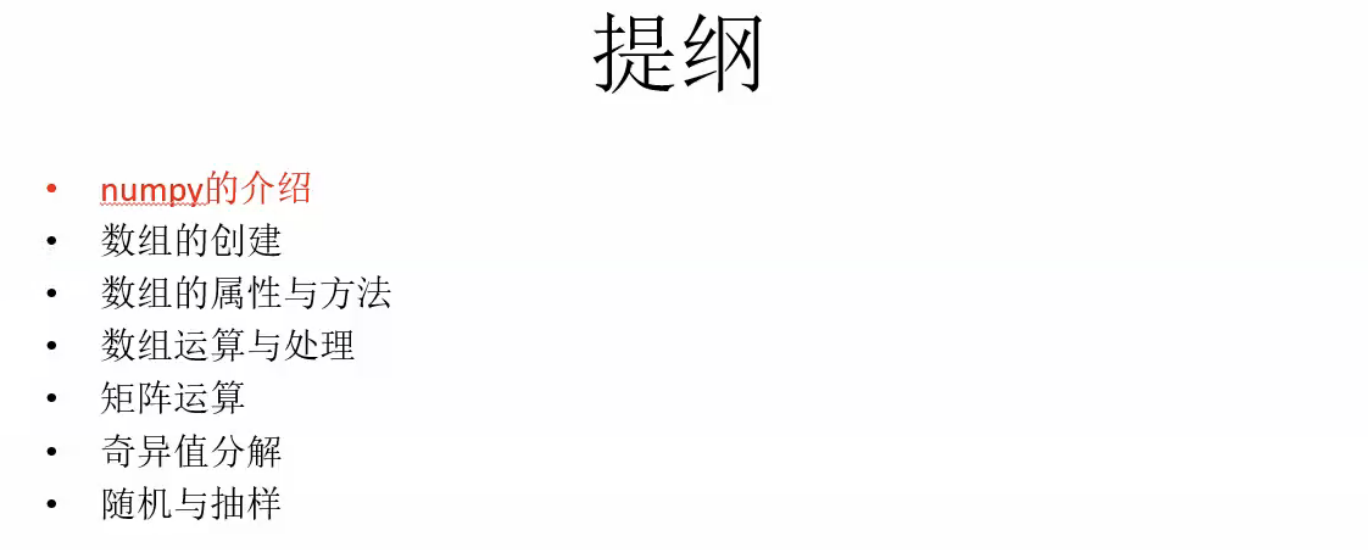 提纲
• numpy的介绍
• 数组的创建
• 数组的属性与方法
• 数组运算与处理
• 矩阵运算
• 奇异值分解
• 随机与抽样